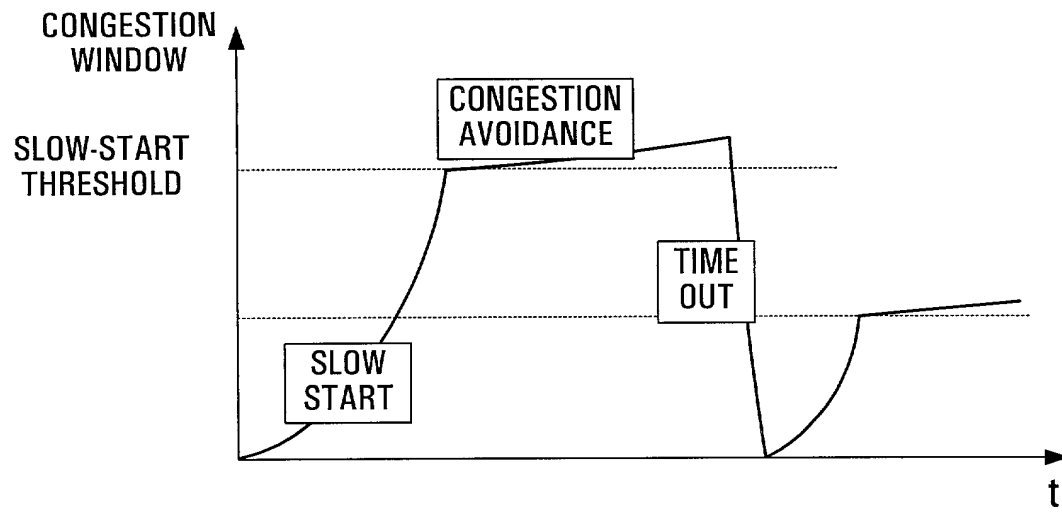 CONGESTION
WINDOW
CONGESTION
AVOIDANCE
SLOW-START
THRESHOLD
TIME
OUT
SLOW
START
t